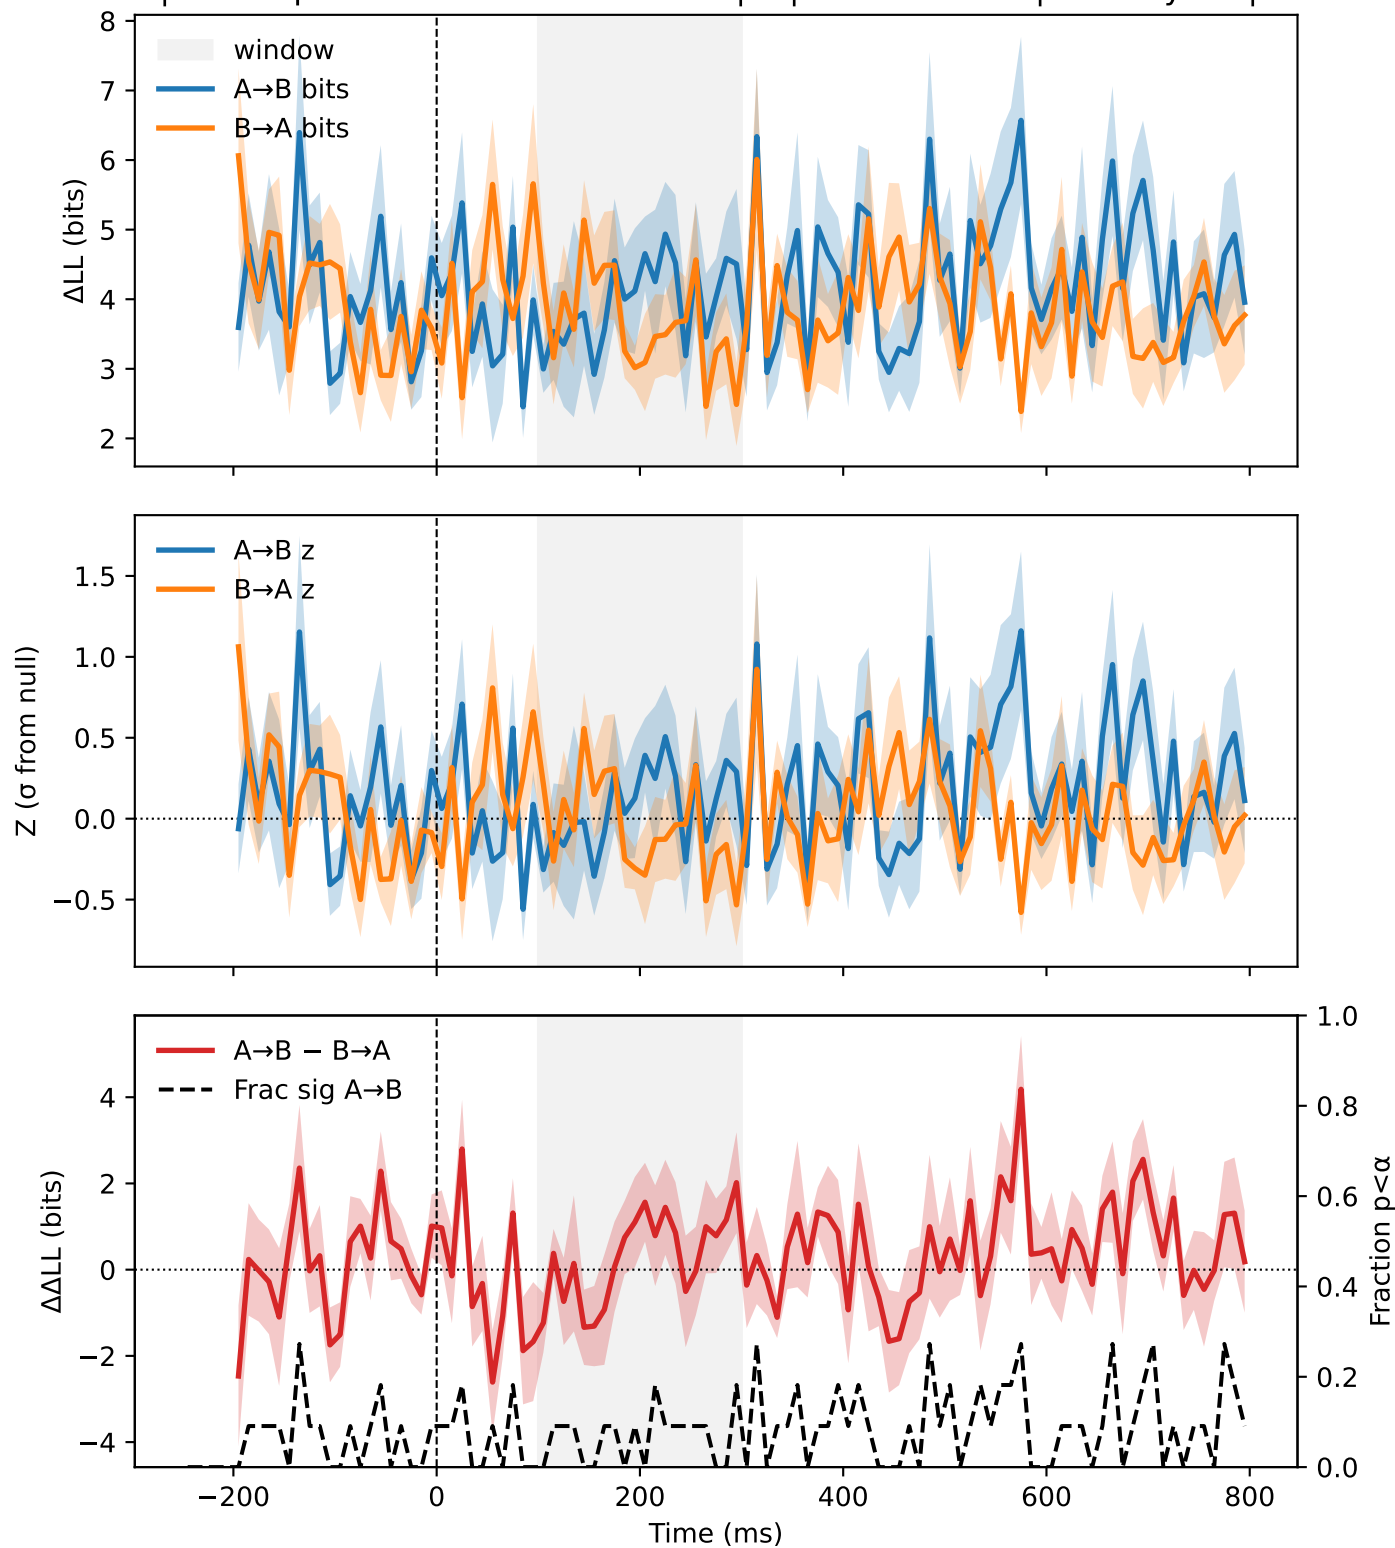 8
7
6
5
4
3
2
ΔLL (bits)
window
A→B bits
B→A bits
1.5
1.0
0.5
0.0
−0.5
Z (σ from null)
A→B z
B→A z
4
2
0
−2
−4
ΔΔLL (bits)
A→B − B→A
Frac sig A→B
1.0
0.8
0.6
0.4
0.2
0.0
Fraction p<α
−200 0 200 400 600 800
Time (ms)